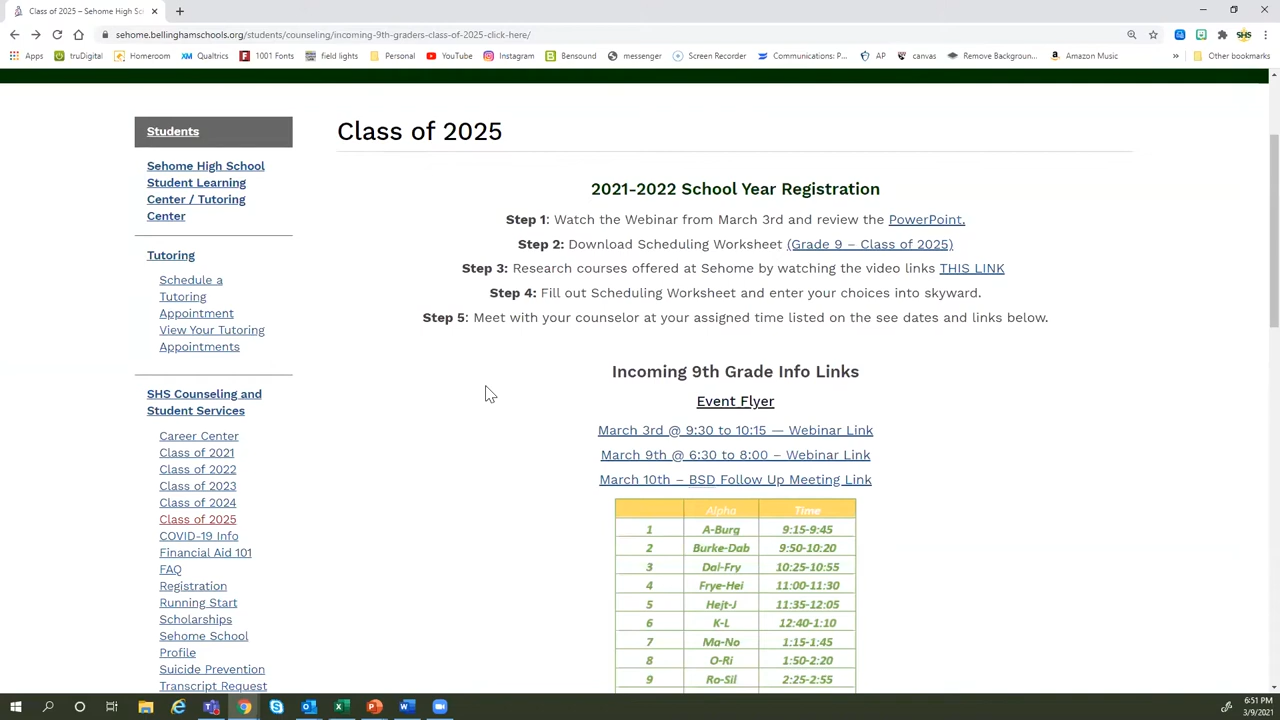 Class of 2025 – Sehome High Sc
sehome.bellinghamschools.org/students/counseling/incoming-9th-graders-class-of-2025-click-here/
Apps truDigital Homeroom XM Qualtrics 1001 Fonts field lights Personal YouTube Instagram Bensound messenger Screen Recorder Communications: P... AP canvas Remove Backgroun... Amazon Music » Other bookmarks
Students
Sehome High School
Student Learning
Center / Tutoring
Center
Tutoring
Schedule a
Tutoring
Appointment
View Your Tutoring
Appointments
SHS Counseling and
Student Services
Career Center
Class of 2021
Class of 2022
Class of 2023
Class of 2024
Class of 2025
COVID-19 Info
Financial Aid 101
FAQ
Registration
Running Start
Scholarships
Sehome School
Profile
Suicide Prevention
Transcript Request
Class of 2025
2021-2022 School Year Registration
Step 1: Watch the Webinar from March 3rd and review the PowerPoint.
Step 2: Download Scheduling Worksheet (Grade 9 – Class of 2025)
Step 3: Research courses offered at Sehome by watching the video links THIS LINK
Step 4: Fill out Scheduling Worksheet and enter your choices into skyward.
Step 5: Meet with your counselor at your assigned time listed on the see dates and links below.
Incoming 9th Grade Info Links
Event Flyer
March 3rd @ 9:30 to 10:15 — Webinar Link
March 9th @ 6:30 to 8:00 – Webinar Link
March 10th – BSD Follow Up Meeting Link
Alpha Time
1 A-Burg 9:15-9:45
2 Burke-Dab 9:50-10:20
3 Dal-Fry 10:25-10:55
4 Frye-Hei 11:00-11:30
5 Hejt-J 11:35-12:05
6 K-L 12:40-1:10
7 Ma-No 1:15-1:45
8 O-Ri 1:50-2:20
9 Ro-Sil 2:25-2:55
6:51 PM
3/9/2021